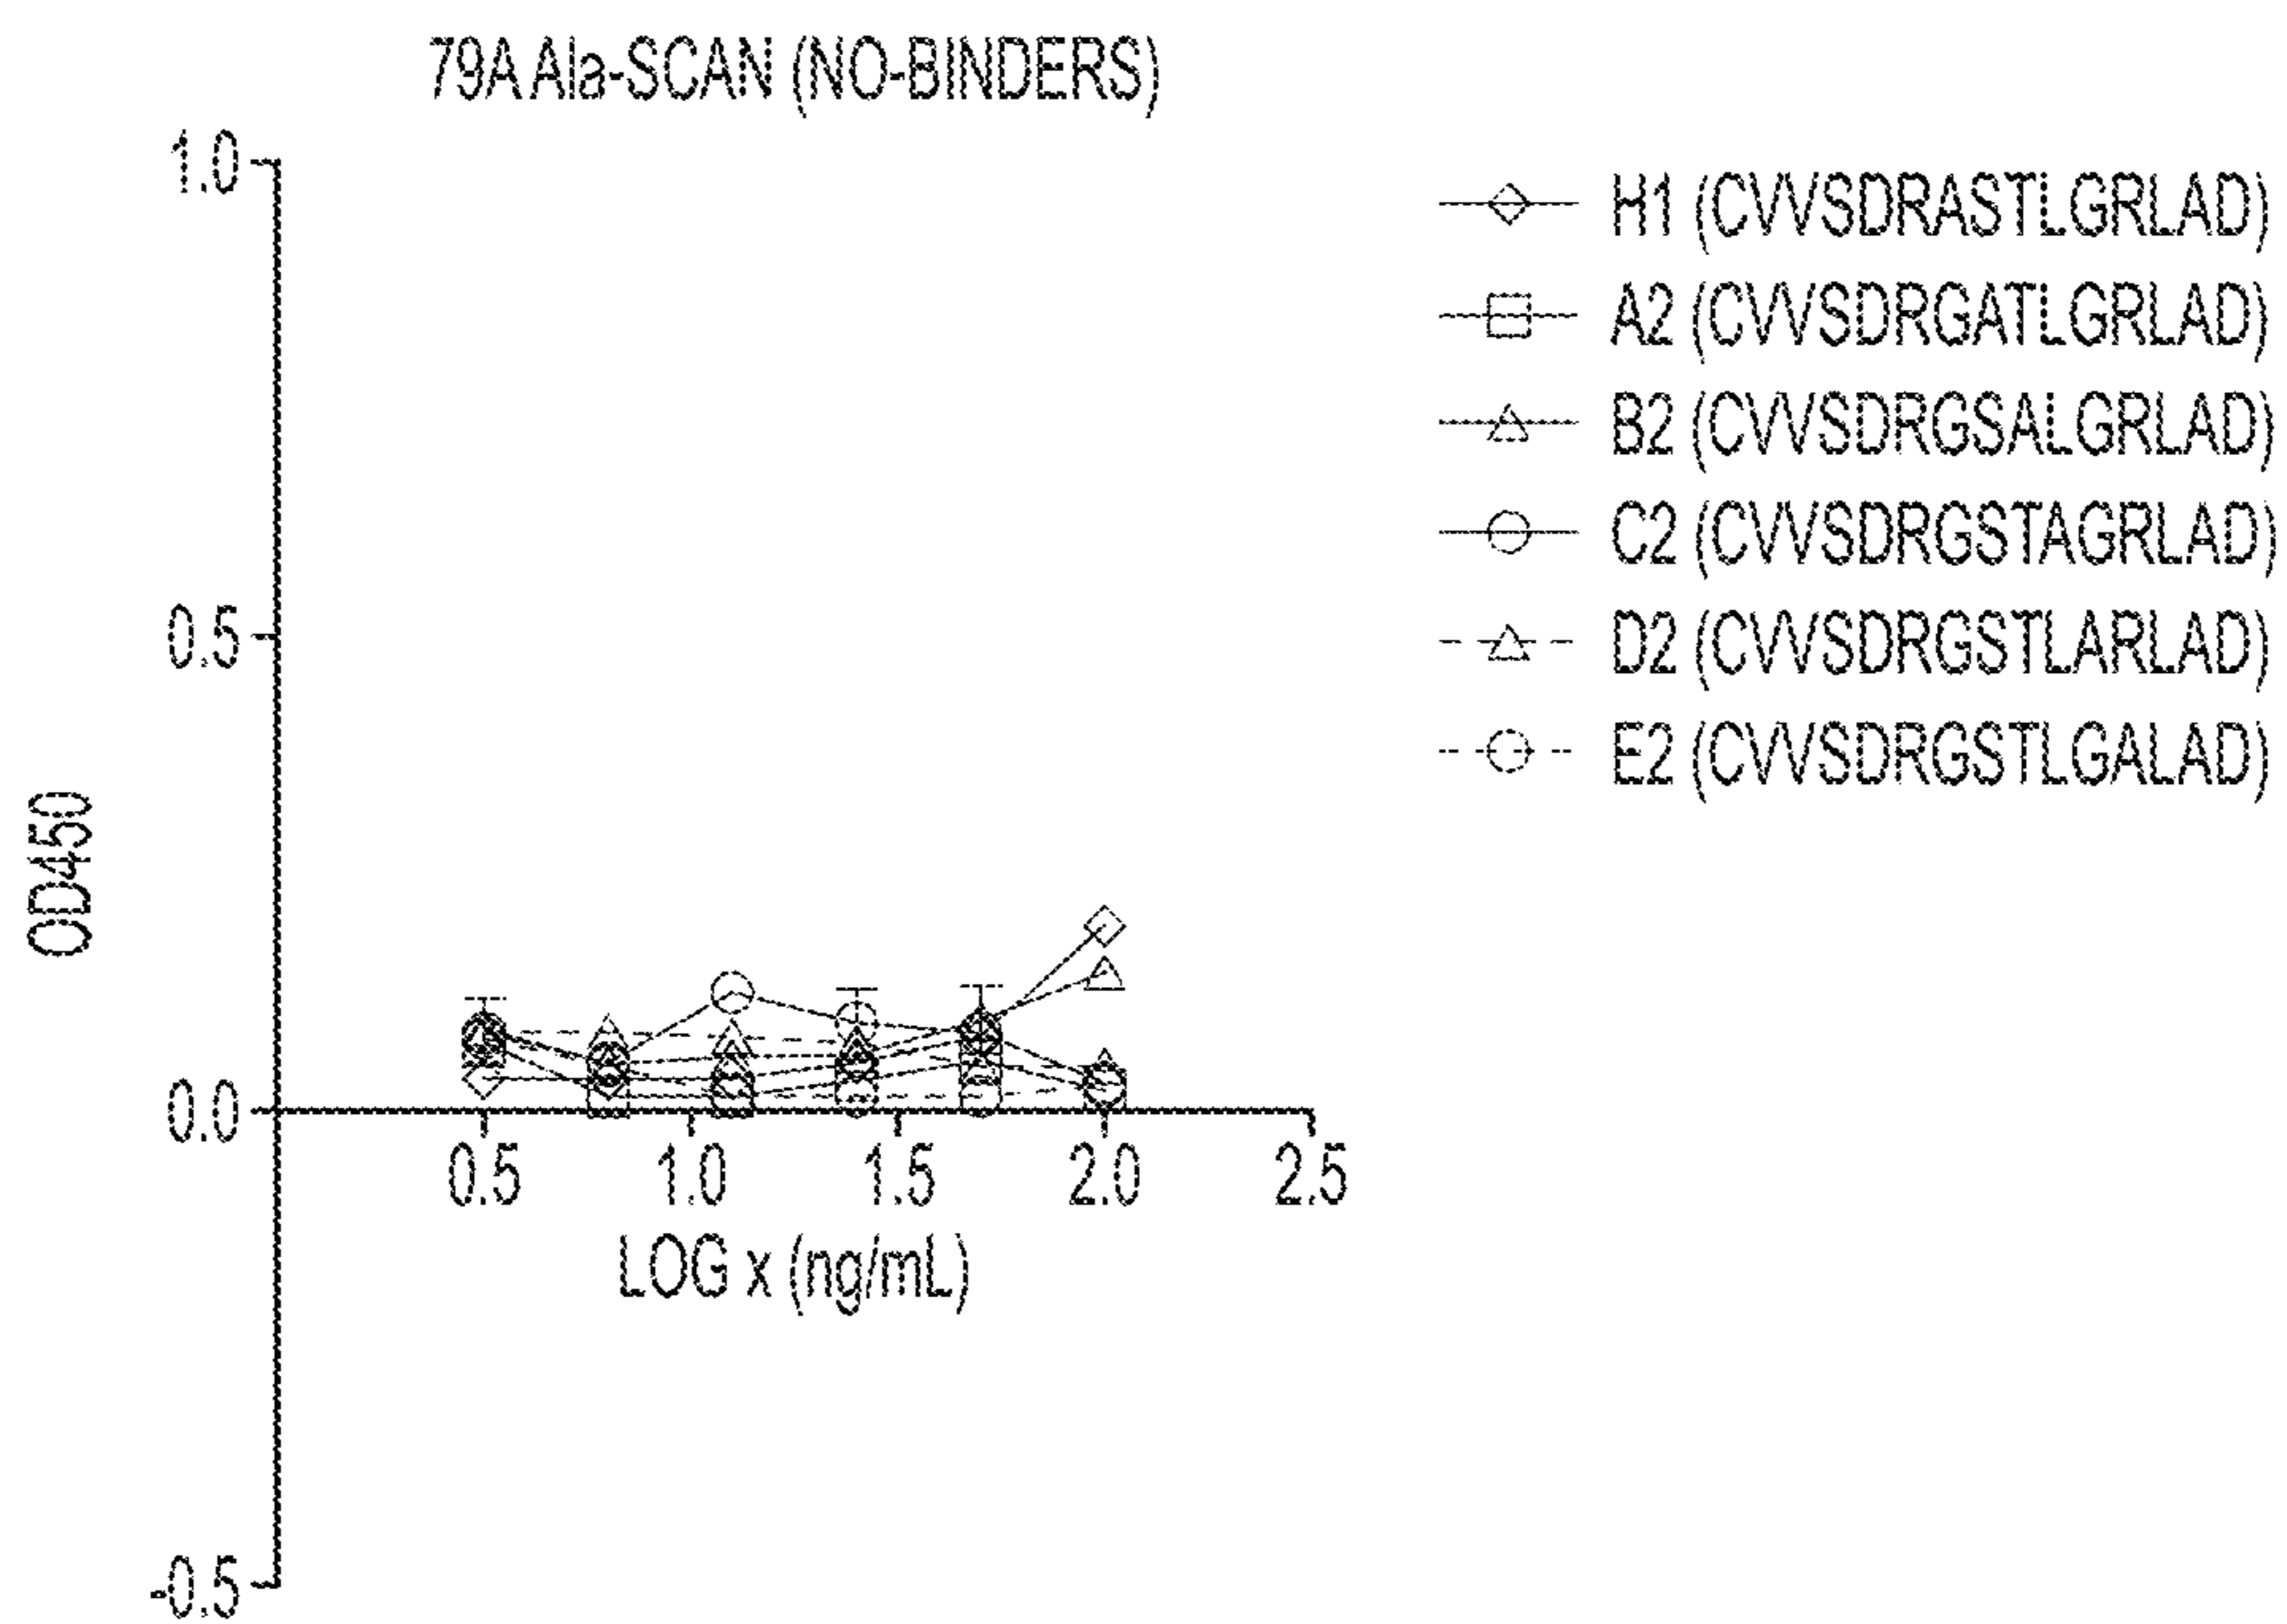 79A Ala-SCAN (NO-BINDERS)
1.0
0.5
0.0
-0.5
OD450
0.5 1.0 1.5 2.0 2.5
LOG x (ng/mL)
H1 (CVVSDRASTLGRLAD)
A2 (CVVSDRGATLGRLAD)
B2 (CVVSDRGSALGRLAD)
C2 (CVVSDRGSTAGRLAD)
D2 (CVVSDRGSTLARLAD)
E2 (CVVSDRGSTLGALAD)